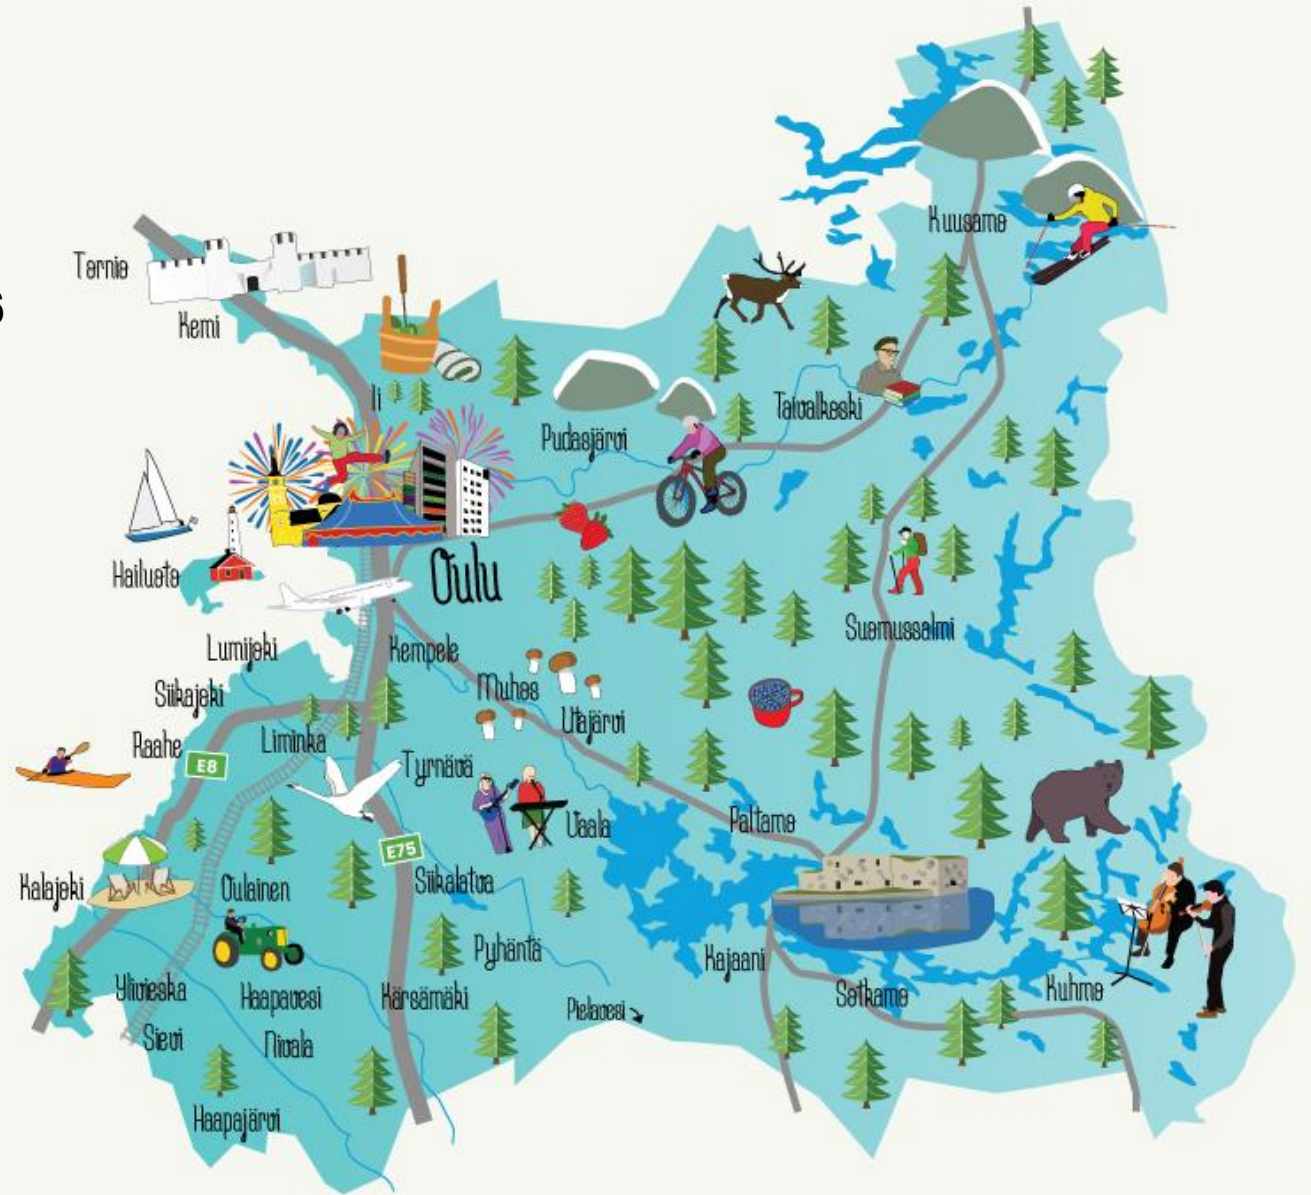 Kuusamo
Tornio
Kemi
Ii
Taivalkoski
Pudasjärvi
Hailuoto
Oulu
Suomussalmi
Lumijoki
Kempele
Siikajoki
Muhos
Utajärvi
Raahe
Liminka
E8
Tyrnävä
Vaala
Paltamo
E75
Kalajoki
Oulainen
Siikalatva
Pyhäntä
Kajaani
Ylivieska
Haapavesi
Kärsämäki
Sotkamo
Kuhmo
Pielavesi
Sievi
Nivala
Haapajärvi